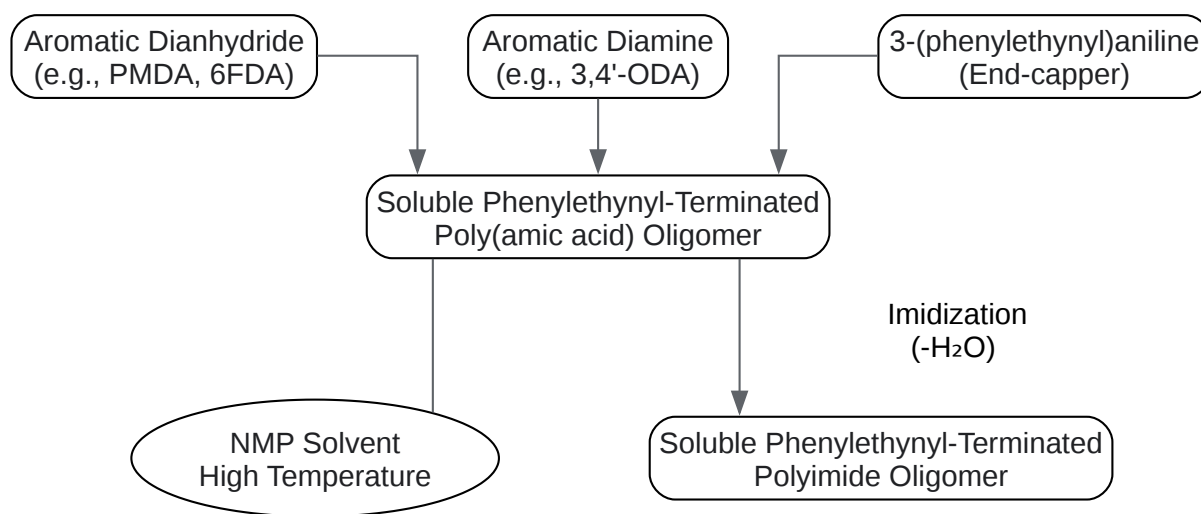 Aromatic Dianhydride
(e.g., PMDA, 6FDA)
Aromatic Diamine
(e.g., 3,4'-ODA)
3-(phenylethynyl)aniline
(End-capper)
Soluble Phenylethynyl-Terminated
Poly(amic acid) Oligomer
Imidization
(-H₂O)
NMP Solvent
High Temperature
Soluble Phenylethynyl-Terminated
Polyimide Oligomer